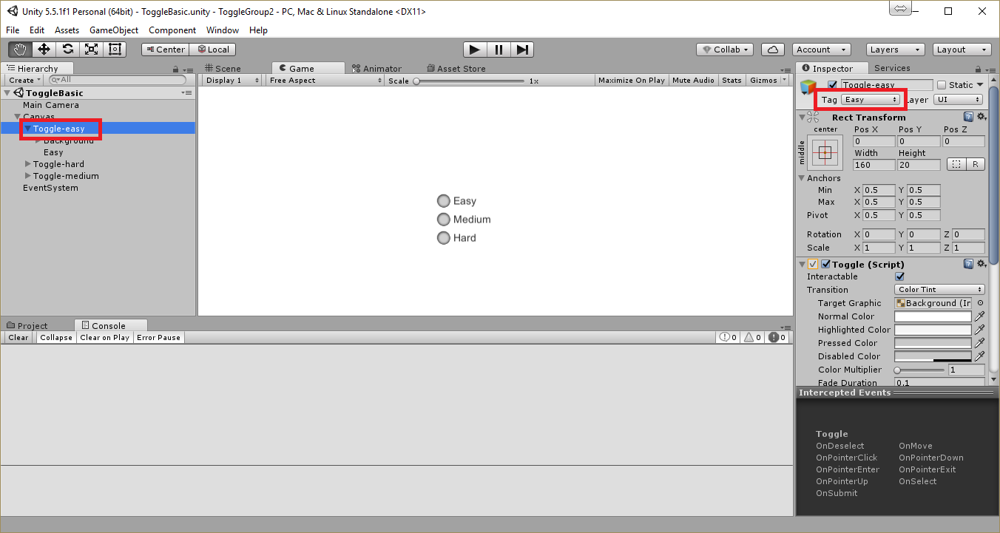 Unity 5.5.1f1 Personal (64bit) - ToggleBasic.unity - ToggleGroup2 - PC, Mac & Linux Standalone <DX11>
File Edit Assets GameObject Component Window Help
Center Local Collab Account Layers Layout
Hierarchy
Create All
ToggleBasic
Main Camera
Canvas
Toggle-easy
Background
Easy
Toggle-hard
Toggle-medium
EventSystem
Scene Game Animator Asset Store
Display 1 Free Aspect Scale 1x Maximize On Play Mute Audio Stats Gizmos
Easy
Medium
Hard
Project Console
Clear Collapse Clear on Play Error Pause 0 0 0
Inspector Services
Toggle-easy Static
Tag Easy Layer UI
Rect Transform
center Pos X Pos Y Pos Z
middle
0 0 0
Width Height
160 20 R
Anchors
Min X 0.5 Y 0.5
Max X 0.5 Y 0.5
Pivot X 0.5 Y 0.5
Rotation X 0 Y 0 Z 0
Scale X 1 Y 1 Z 1
Toggle (Script)
Interactable
Transition Color Tint
Target Graphic Background (Ir
Normal Color
Highlighted Color
Pressed Color
Disabled Color
Color Multiplier 1
Fade Duration 0.1
Intercepted Events
Toggle
OnDeselect OnMove
OnPointerClick OnPointerDown
OnPointerEnter OnPointerExit
OnPointerUp OnSelect
OnSubmit